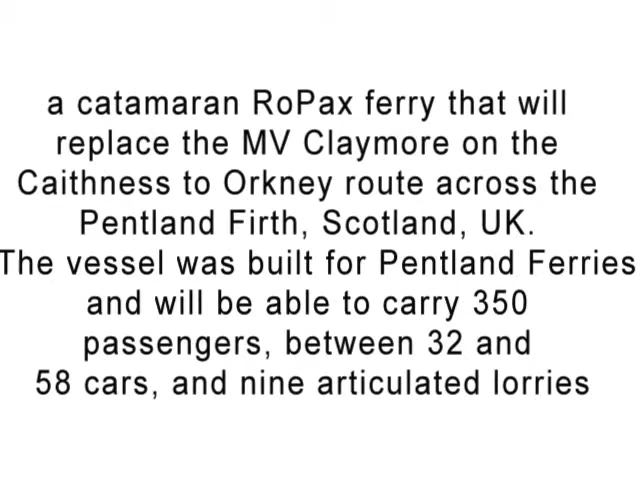 a catamaran RoPax ferry that will
replace the MV Claymore on the
Caithness to Orkney route across the
Pentland Firth, Scotland, UK.
The vessel was built for Pentland Ferries
and will be able to carry 350
passengers, between 32 and
58 cars, and nine articulated lorries